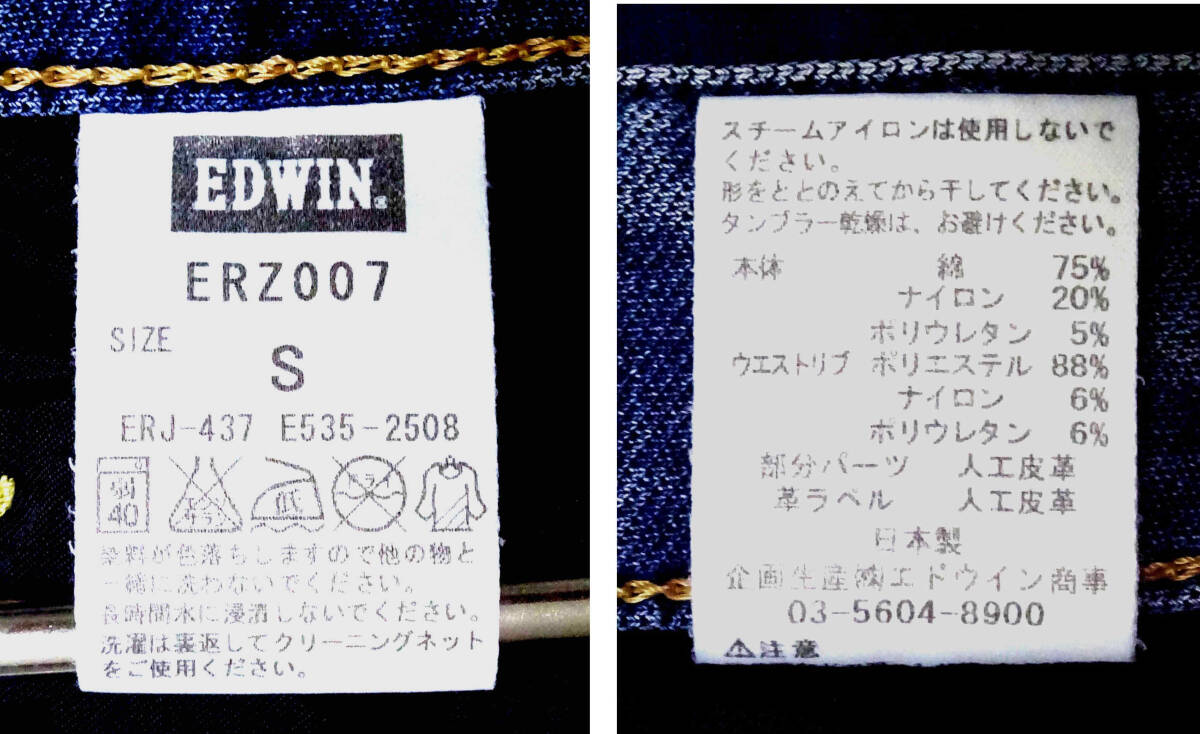 EDWIN®
ERZ007
SIZE
S
ERJ-437 E535-2508
弱 40
エンソ サラシ
低
ドライ
染料が色落ちしますので他の物と
一緒に洗わないでください。
長時間水に浸漬しないでください。
洗濯は裏返してクリーニングネット
をご使用ください。
スチームアイロンは使用しないで
ください。
形をととのえてから干してください。
タンブラー乾燥は、お避けください。
本体 綿 75%
ナイロン 20%
ポリウレタン 5%
ウエストリブ ポリエステル 88%
ナイロン 6%
ポリウレタン 6%
部分パーツ 人工皮革
革ラベル 人工皮革
日本製
企画生産㈱エドウイン商事
03-5604-8900
⚠注意